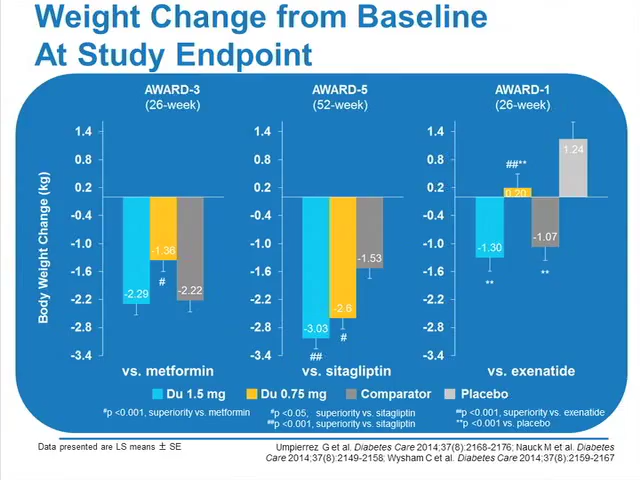 Weight Change from Baseline
At Study Endpoint
AWARD-3
(26-week)
AWARD-5
(52-week)
AWARD-1
(26-week)
Body Weight Change (kg)
1.4
0.8
0.2
-0.4
-1.0
-1.6
-2.2
-2.8
-3.4
-2.29
-1.36
#
-2.22
vs. metformin
1.4
0.8
0.2
-0.4
-1.0
-1.6
-2.2
-2.8
-3.4
-3.03
##
-2.6
#
-1.53
vs. sitagliptin
1.4
0.8
0.2
-0.4
-1.0
-1.6
-2.2
-2.8
-3.4
-1.30
**
##**
0.20
-1.07
**
1.24
vs. exenatide
Du 1.5 mg
Du 0.75 mg
Comparator
Placebo
#p <0.001, superiority vs. metformin
#p <0.05, superiority vs. sitagliptin
##p <0.001, superiority vs. sitagliptin
##p <0.001, superiority vs. exenatide
**p <0.001 vs. placebo
Data presented are LS means ± SE
Umpierrez G et al. Diabetes Care 2014;37(8):2168-2176; Nauck M et al. Diabetes
Care 2014;37(8):2149-2158; Wysham C et al. Diabetes Care 2014;37(8):2159-2167